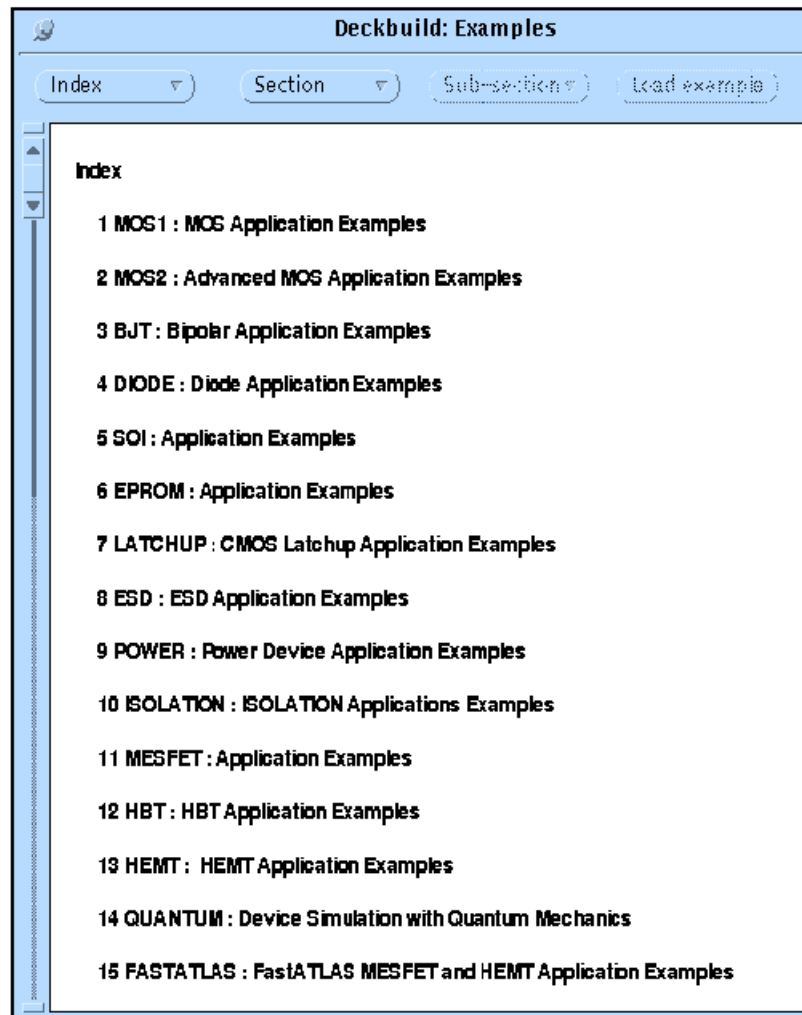 Deckbuild: Examples
Index Section Sub-section Load example
Index
1 MOS1 : MOS Application Examples
2 MOS2 : Advanced MOS Application Examples
3 BJT : Bipolar Application Examples
4 DIODE : Diode Application Examples
5 SOI : Application Examples
6 EPROM : Application Examples
7 LATCHUP : CMOS Latchup Application Examples
8 ESD : ESD Application Examples
9 POWER : Power Device Application Examples
10 ISOLATION : ISOLATION Applications Examples
11 MESFET : Application Examples
12 HBT : HBT Application Examples
13 HEMT : HEMT Application Examples
14 QUANTUM : Device Simulation with Quantum Mechanics
15 FASTATLAS : FastATLAS MESFET and HEMT Application Examples